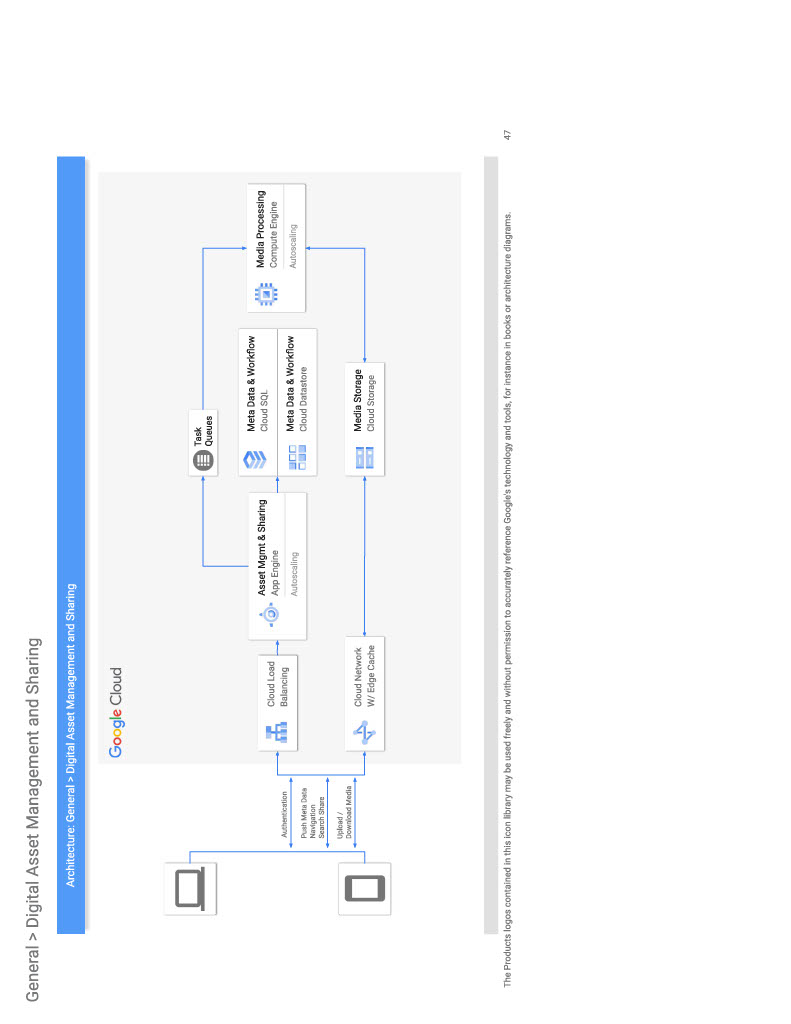 General > Digital Asset Management and Sharing
Architecture: General > Digital Asset Management and Sharing
Google Cloud
Authentication
Push Meta Data
Navigation
Search Share
Upload /
Download Media
Cloud Load
Balancing
Cloud Network
W/ Edge Cache
Asset Mgmt & Sharing
App Engine
Autoscaling
Task
Queues
Meta Data & Workflow
Cloud SQL
Meta Data & Workflow
Cloud Datastore
Media Storage
Cloud Storage
Media Processing
Compute Engine
Autoscaling
The Products logos contained in this icon library may be used freely and without permission to accurately reference Google's technology and tools, for instance in books or architecture diagrams.
47